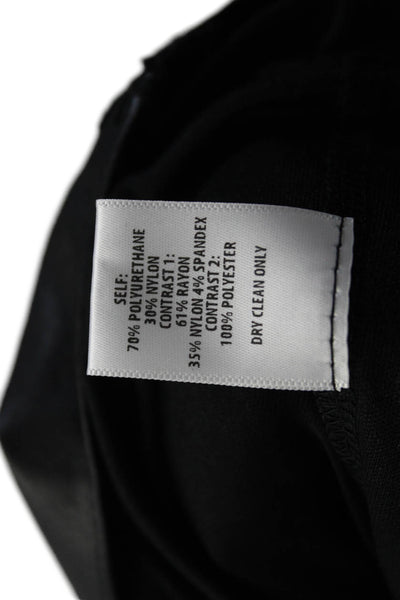 SELF:
70% POLYURETHANE
30% NYLON
CONTRAST 1:
61% RAYON
35% NYLON 4% SPANDEX
CONTRAST 2:
100% POLYESTER
DRY CLEAN ONLY